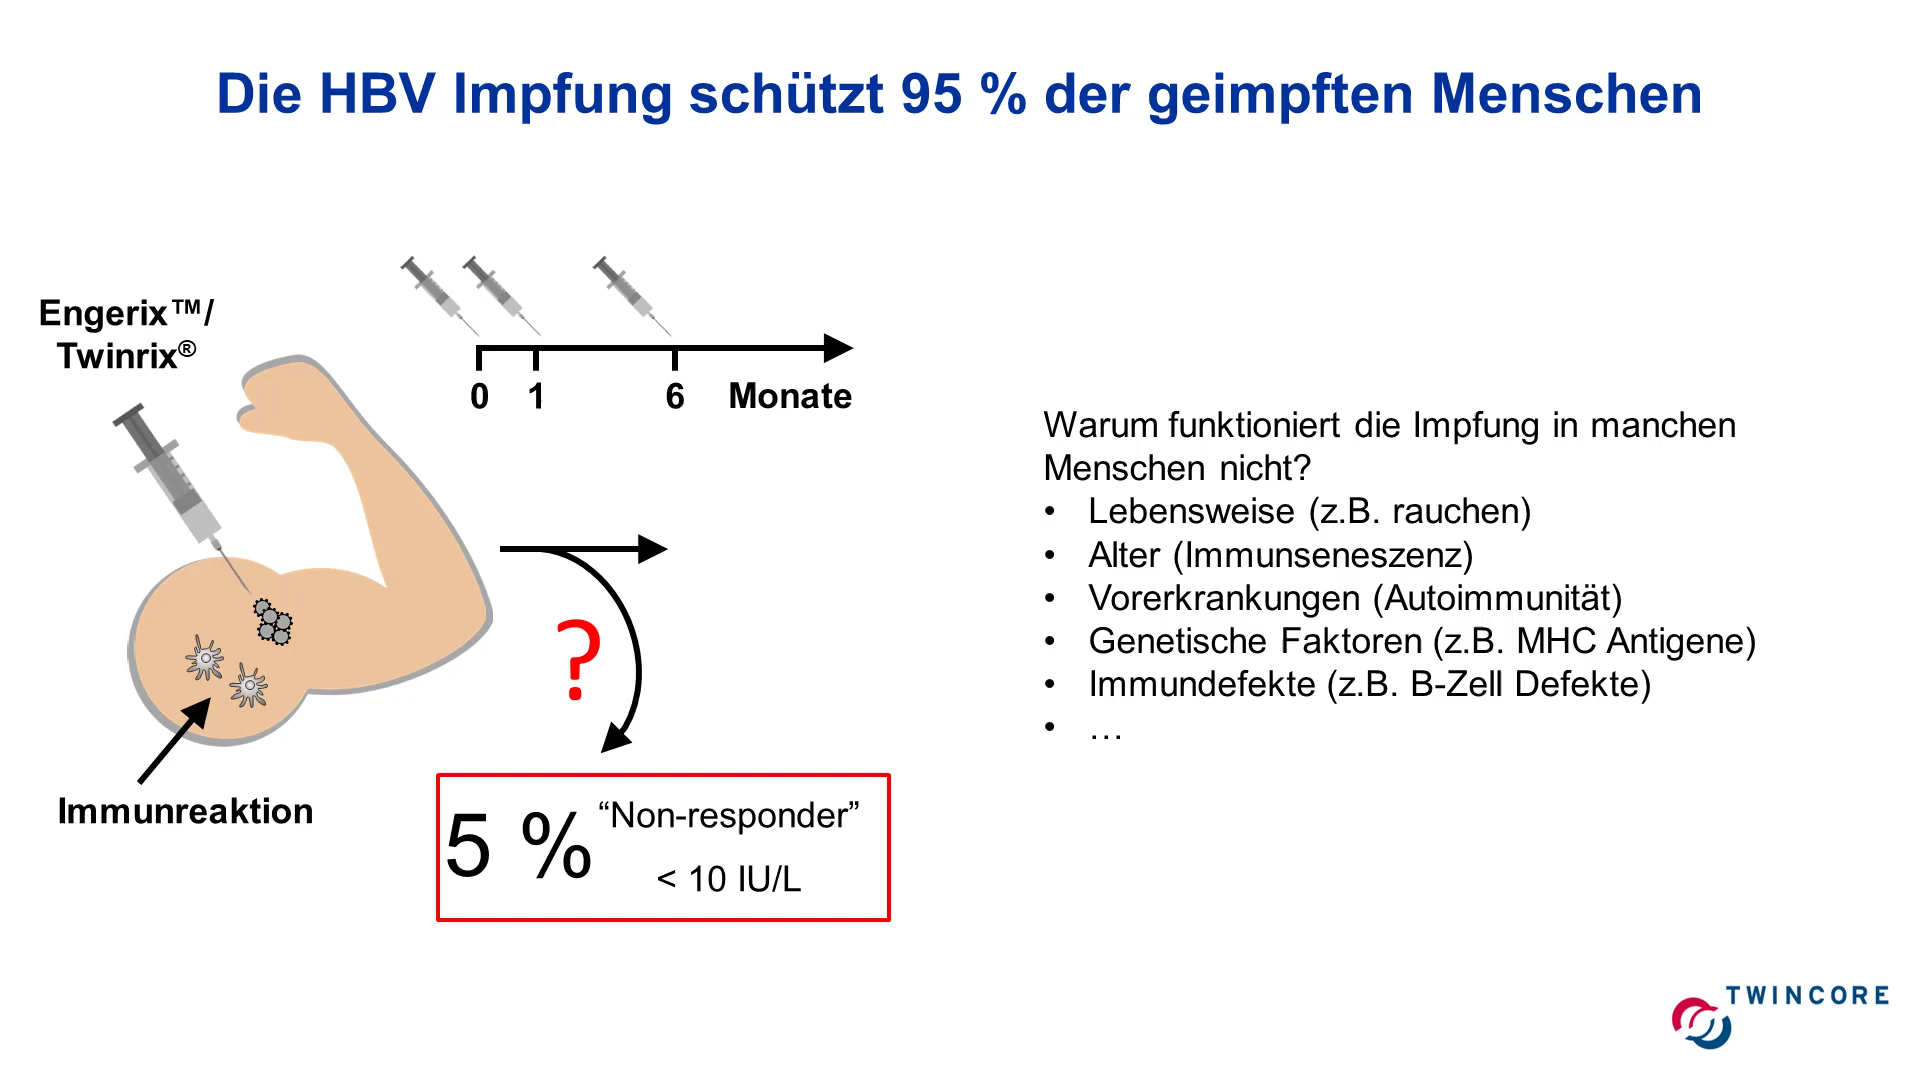 Die HBV Impfung schützt 95 % der geimpften Menschen
Engerix™/
Twinrix®
0 1 6 Monate
Immunreaktion
?
5 % “Non-responder”
< 10 IU/L
Warum funktioniert die Impfung in manchen
Menschen nicht?
• Lebensweise (z.B. rauchen)
• Alter (Immunseneszenz)
• Vorerkrankungen (Autoimmunität)
• Genetische Faktoren (z.B. MHC Antigene)
• Immundefekte (z.B. B-Zell Defekte)
• …
TWINCORE